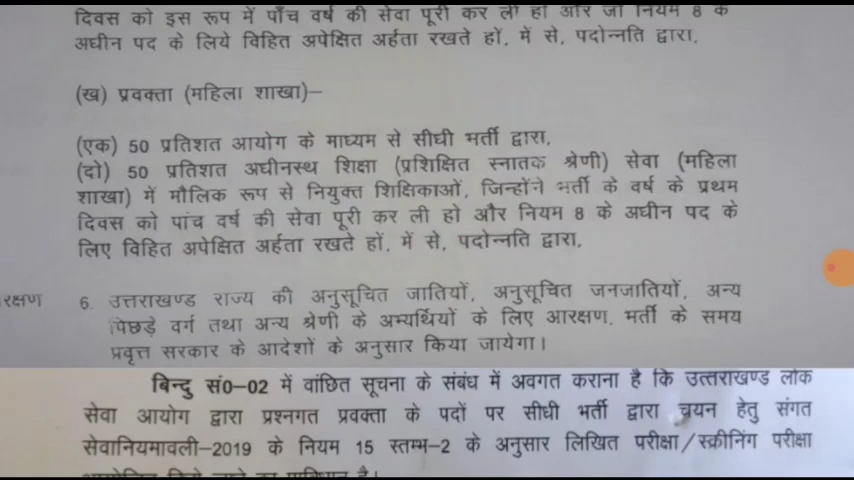 दिवस को इस रूप में पाँच वर्ष की सेवा पूरी कर ली हो और जो नियम 8 के
अधीन पद के लिये विहित अपेक्षित अर्हता रखते हों, में से, पदोन्नति द्वारा,
(ख) प्रवक्ता (महिला शाखा)–
(एक) 50 प्रतिशत आयोग के माध्यम से सीधी भर्ती द्वारा,
(दो) 50 प्रतिशत अधीनस्थ शिक्षा (प्रशिक्षित स्नातक श्रेणी) सेवा (महिला
शाखा) में मौलिक रूप से नियुक्त शिक्षिकाओं, जिन्होंने भर्ती के वर्ष के प्रथम
दिवस को पांच वर्ष की सेवा पूरी कर ली हो और नियम 8 के अधीन पद के
लिए विहित अपेक्षित अर्हता रखते हों, में से, पदोन्नति द्वारा,
रक्षण 6. उत्तराखण्ड राज्य की अनुसूचित जातियों, अनुसूचित जनजातियों, अन्य
पिछड़े वर्ग तथा अन्य श्रेणी के अभ्यर्थियों के लिए आरक्षण, भर्ती के समय
प्रवृत्त सरकार के आदेशों के अनुसार किया जायेगा।
बिन्दु सं0–02 में वांछित सूचना के संबंध में अवगत कराना है कि उत्तराखण्ड लोक
सेवा आयोग द्वारा प्रश्नगत प्रवक्ता के पदों पर सीधी भर्ती द्वारा चयन हेतु संगत
सेवानियमावली–2019 के नियम 15 स्तम्भ–2 के अनुसार लिखित परीक्षा/स्क्रीनिंग परीक्षा